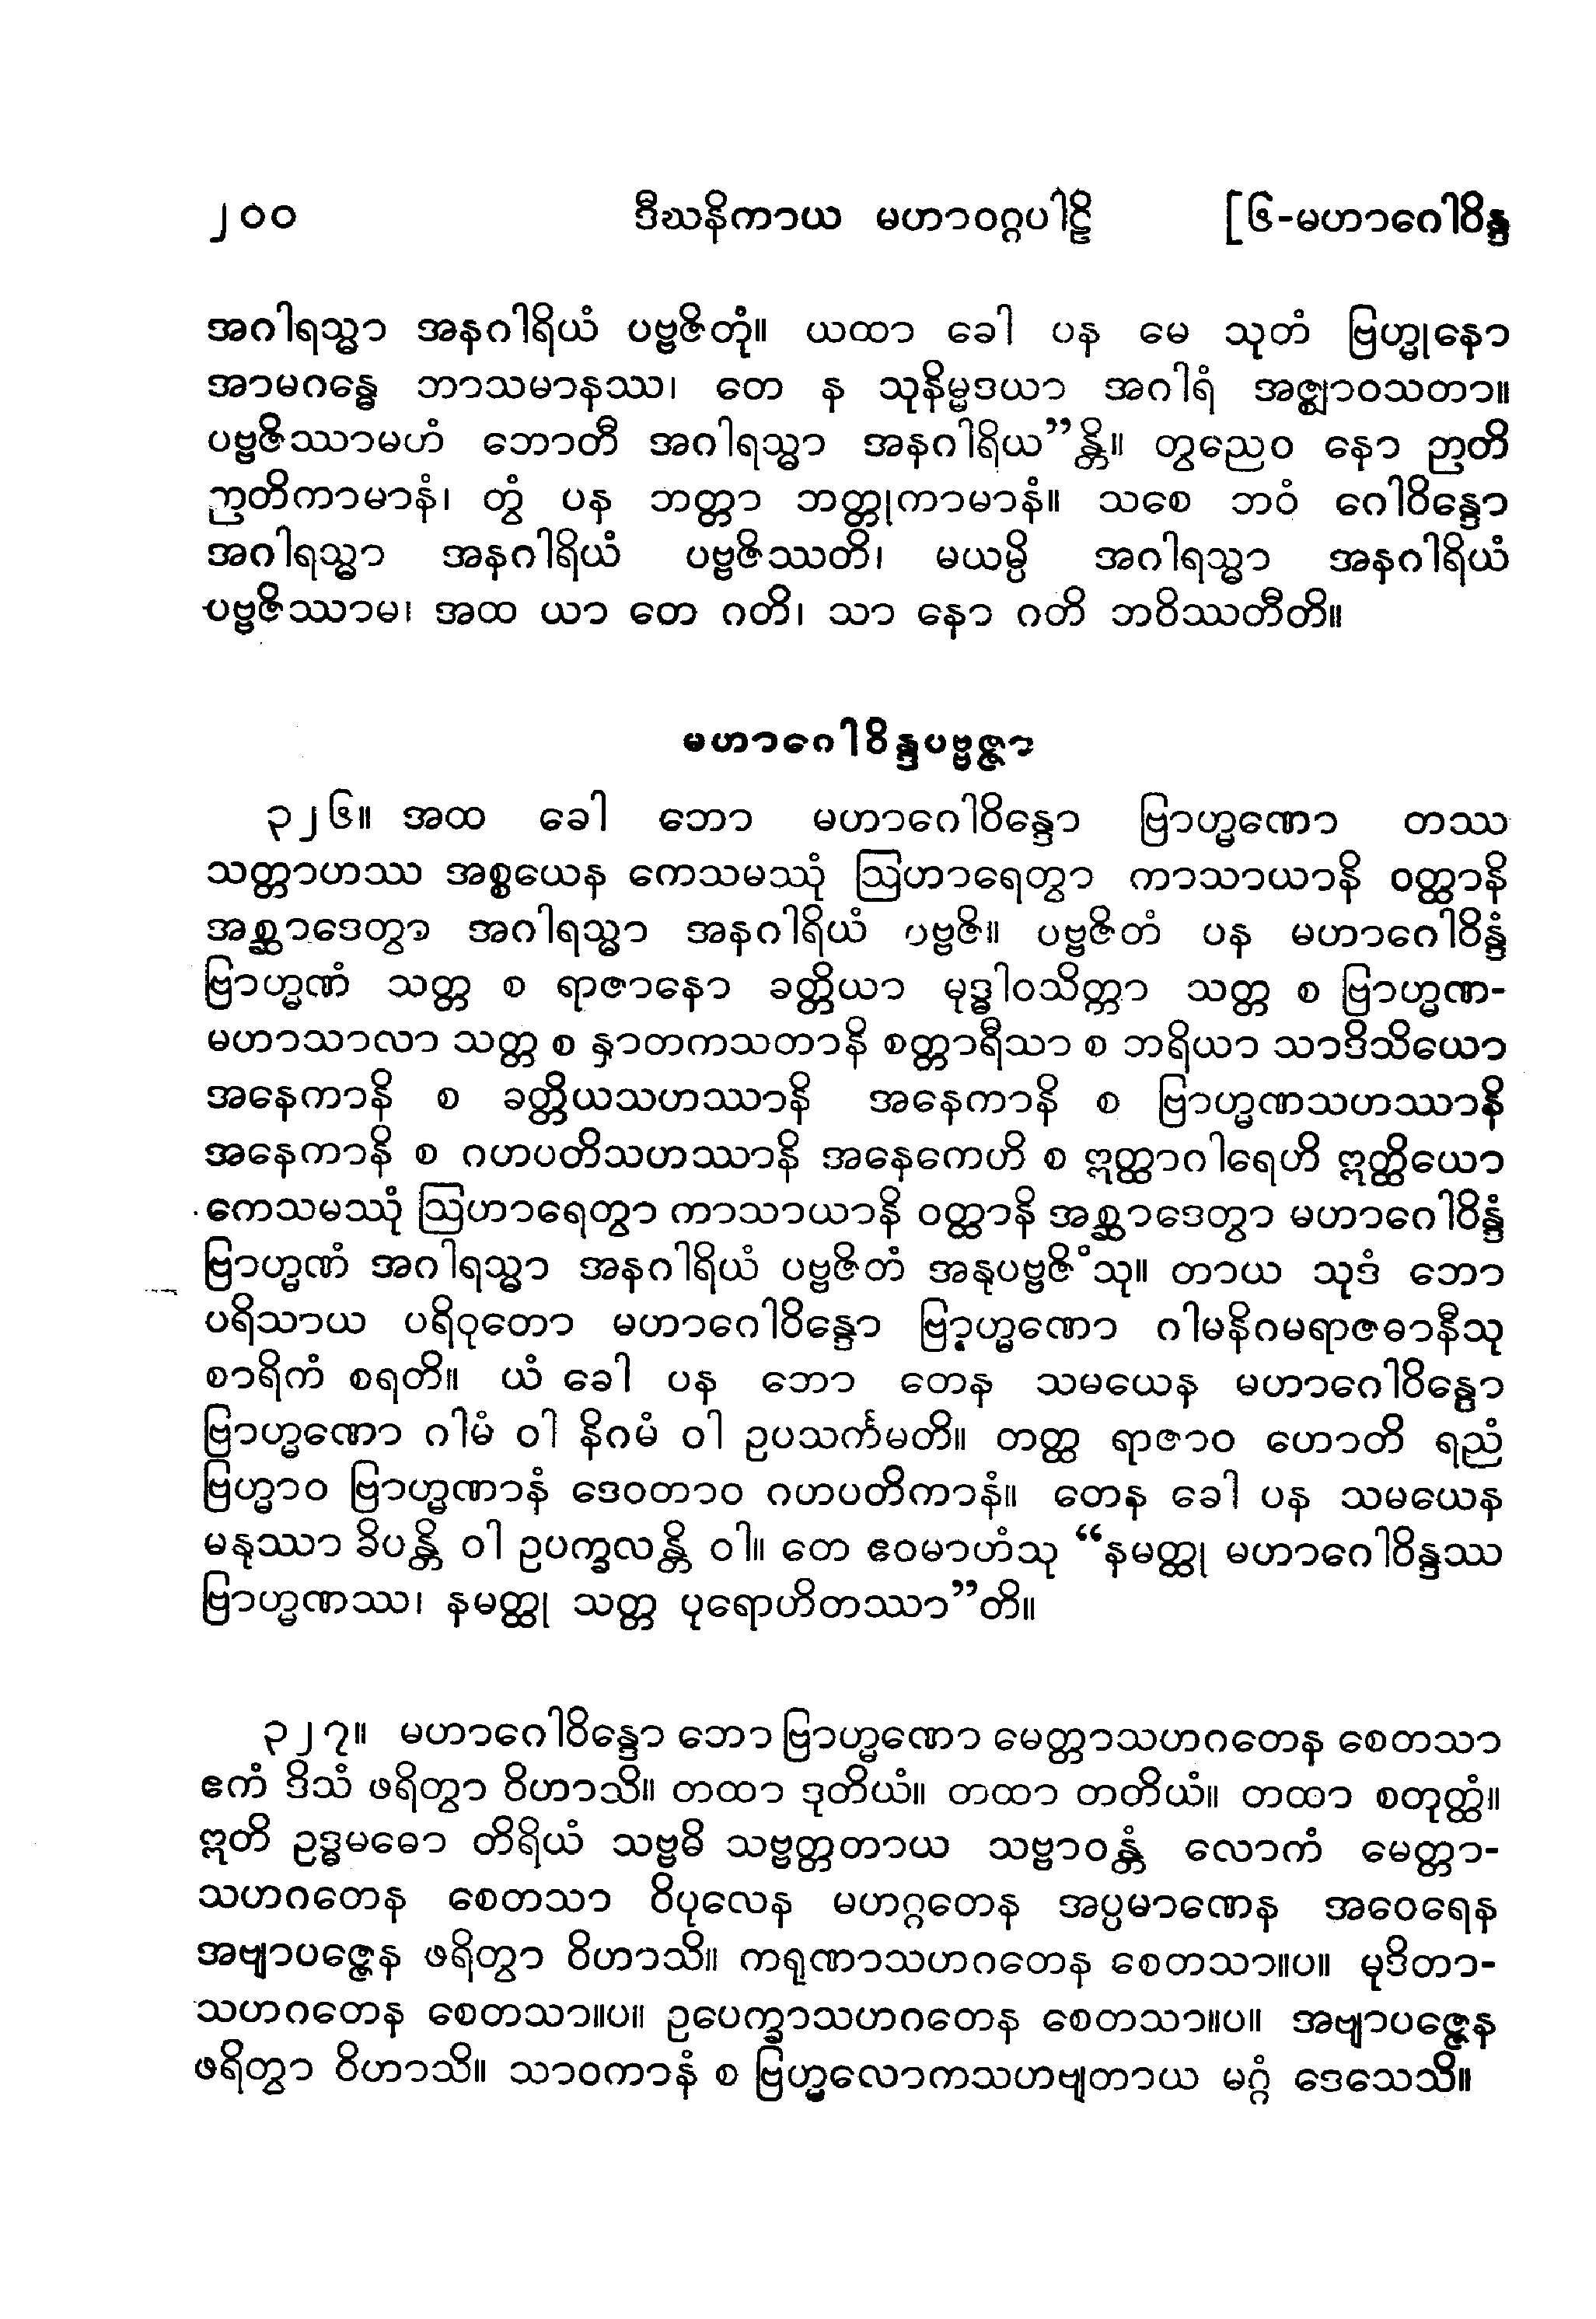 ၂၀၀ ဒီဃနိကာယ မဟာဝဂ္ဂပါဠိ [၆-မဟာဂေါဝိန္ဒ
အဂါရသ္မာ အနဂါရိယံ ပဗ္ဗဇိတုံ။ ယထာ ခေါ ပန မေ သုတံ ဗြဟ္မုနော
အာမဂန္ဓေ ဘာသမာနဿ၊ တေ န သုနိမ္မဒယာ အဂါရံ အဇ္ဈာဝသတာ။
ပဗ္ဗဇိဿာမဟံ ဘောတီ အဂါရသ္မာ အနဂါရိယ”န္တိ။ တွညေဝ နော ဉာတိ
ဉာတိကာမာနံ၊ တွံ ပန ဘတ္တာ ဘတ္တုကာမာနံ။ သစေ ဘဝံ ဂေါဝိန္ဒော
အဂါရသ္မာ အနဂါရိယံ ပဗ္ဗဇိဿတိ၊ မယမ္ပိ အဂါရသ္မာ အနဂါရိယံ
ပဗ္ဗဇိဿာမ၊ အထ ယာ တေ ဂတိ၊ သာ နော ဂတိ ဘဝိဿတီတိ။
မဟာဂေါဝိန္ဒပဗ္ဗဇ္ဇာ
၃၂၆။ အထ ခေါ ဘော မဟာဂေါဝိန္ဒော ဗြာဟ္မဏော တဿ
သတ္တာဟဿ အစ္စယေန ကေသမဿုံ ဩဟာရေတွာ ကာသာယာနိ ဝတ္ထာနိ
အစ္ဆာဒေတွာ အဂါရသ္မာ အနဂါရိယံ ပဗ္ဗဇိ။ ပဗ္ဗဇိတံ ပန မဟာဂေါဝိန္ဒံ
ဗြာဟ္မဏံ သတ္တ စ ရာဇာနော ခတ္တိယာ မုဒ္ဓါဝသိတ္တာ သတ္တ စ ဗြာဟ္မဏ-
မဟာသာလာ သတ္တ စ နှာတကသတာနိ စတ္တာရီသာ စ ဘရိယာ သာဒိသိယော
အနေကာနိ စ ခတ္တိယသဟဿာနိ အနေကာနိ စ ဗြာဟ္မဏသဟဿာနိ
အနေကာနိ စ ဂဟပတိသဟဿာနိ အနေကေဟိ စ ဣတ္ထာဂါရေဟိ ဣတ္ထိယော
ကေသမဿုံ ဩဟာရေတွာ ကာသာယာနိ ဝတ္ထာနိ အစ္ဆာဒေတွာ မဟာဂေါဝိန္ဒံ
ဗြာဟ္မဏံ အဂါရသ္မာ အနဂါရိယံ ပဗ္ဗဇိတံ အနုပဗ္ဗဇိံသု။ တာယ သုဒံ ဘော
ပရိသာယ ပရိဝုတော မဟာဂေါဝိန္ဒော ဗြာဟ္မဏော ဂါမနိဂမရာဇဓာနီသု
စာရိကံ စရတိ။ ယံ ခေါ ပန ဘော တေန သမယေန မဟာဂေါဝိန္ဒော
ဗြာဟ္မဏော ဂါမံ ဝါ နိဂမံ ဝါ ဥပသင်္ကမတိ။ တတ္ထ ရာဇာဝ ဟောတိ ရညံ
ဗြဟ္မာဝ ဗြာဟ္မဏာနံ ဒေဝတာဝ ဂဟပတိကာနံ။ တေန ခေါ ပန သမယေန
မနုဿာ ခိပန္တိ ဝါ ဥပက္ခလန္တိ ဝါ။ တေ ဧဝမာဟံသု “နမတ္ထု မဟာဂေါဝိန္ဒဿ
ဗြာဟ္မဏဿ၊ နမတ္ထု သတ္တ ပုရောဟိတဿာ”တိ။
၃၂၇။ မဟာဂေါဝိန္ဒော ဘော ဗြာဟ္မဏော မေတ္တာသဟဂတေန စေတသာ
ဧကံ ဒိသံ ဖရိတွာ ဝိဟာသိ။ တထာ ဒုတိယံ။ တထာ တတိယံ။ တထာ စတုတ္ထံ။
ဣတိ ဥဒ္ဓမဓော တိရိယံ သဗ္ဗဓိ သဗ္ဗတ္တတာယ သဗ္ဗာဝန္တံ လောကံ မေတ္တာ-
သဟဂတေန စေတသာ ဝိပုလေန မဟဂ္ဂတေန အပ္ပမာဏေန အဝေရေန
အဗျာပဇ္ဇေန ဖရိတွာ ဝိဟာသိ။ ကရုဏာသဟဂတေန စေတသာ။ပ။ မုဒိတာ-
သဟဂတေန စေတသာ။ပ။ ဥပေက္ခာသဟဂတေန စေတသာ။ပ။ အဗျာပဇ္ဇေန
ဖရိတွာ ဝိဟာသိ။ သာဝကာနံ စ ဗြဟ္မလောကသဟဗျတာယ မဂ္ဂံ ဒေသေသိ။